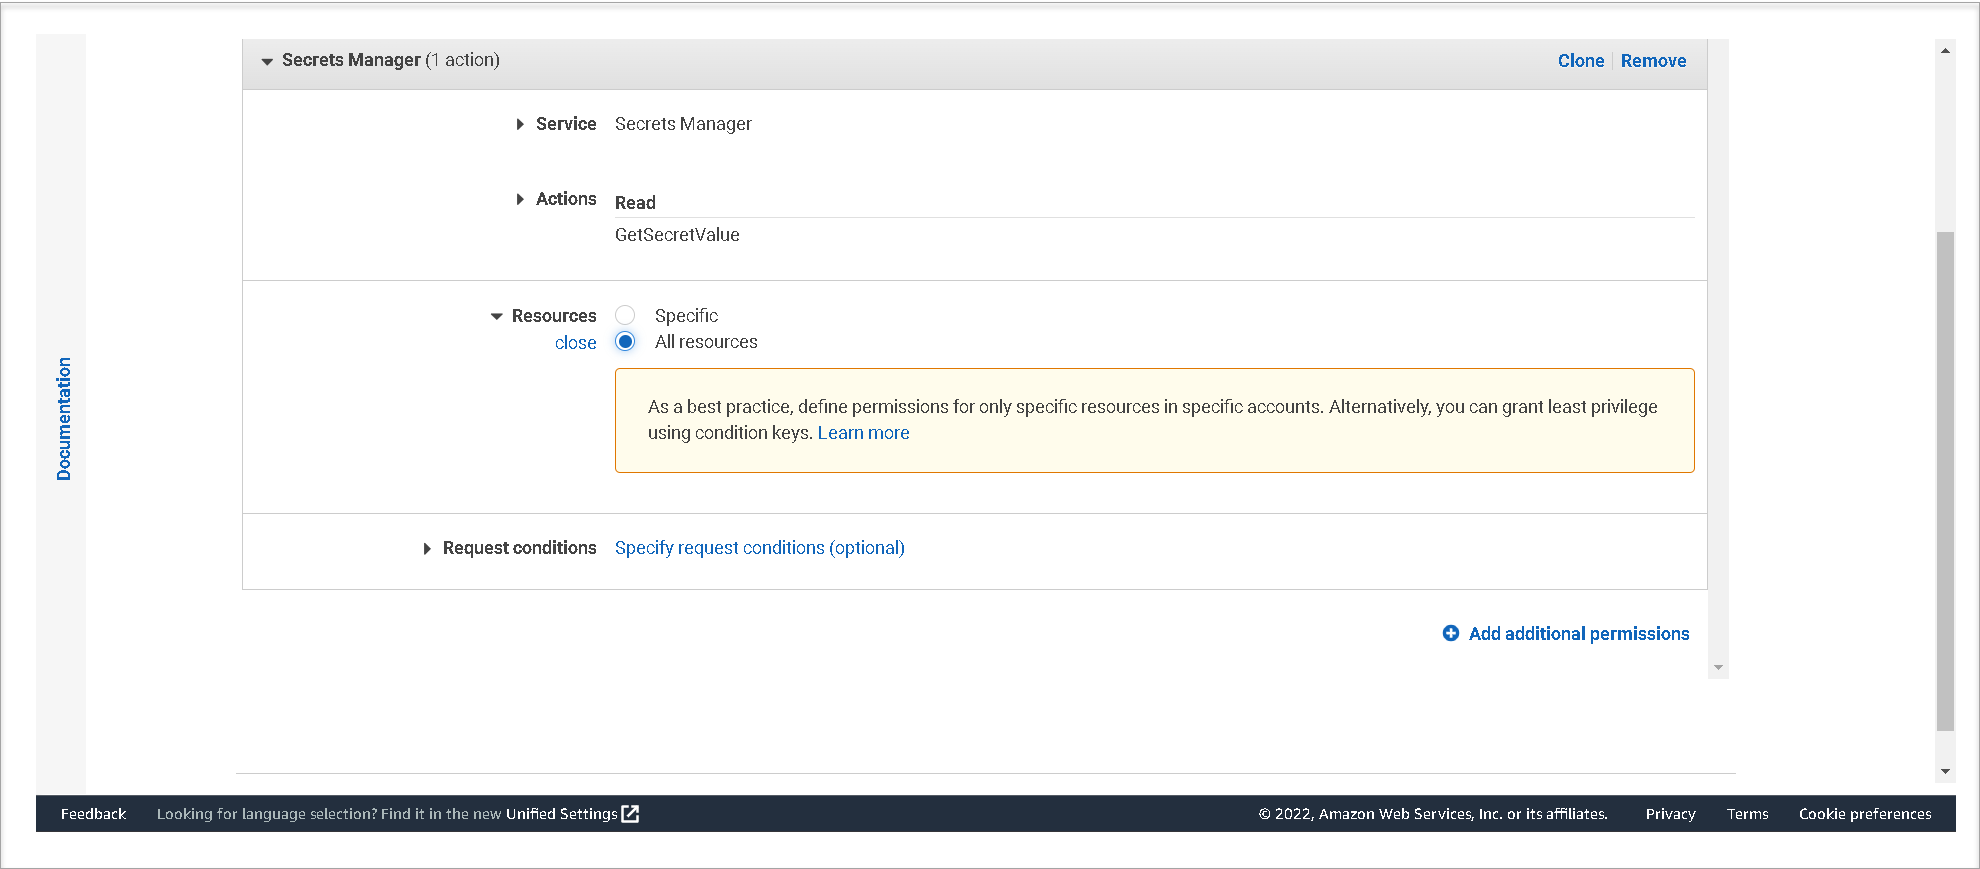 Secrets Manager (1 action)
Clone Remove
Service Secrets Manager
Actions Read
GetSecretValue
Resources Specific
close All resources
As a best practice, define permissions for only specific resources in specific accounts. Alternatively, you can grant least privilege
using condition keys. Learn more
Request conditions Specify request conditions (optional)
Add additional permissions
Documentation
Feedback Looking for language selection? Find it in the new Unified Settings © 2022, Amazon Web Services, Inc. or its affiliates. Privacy Terms Cookie preferences